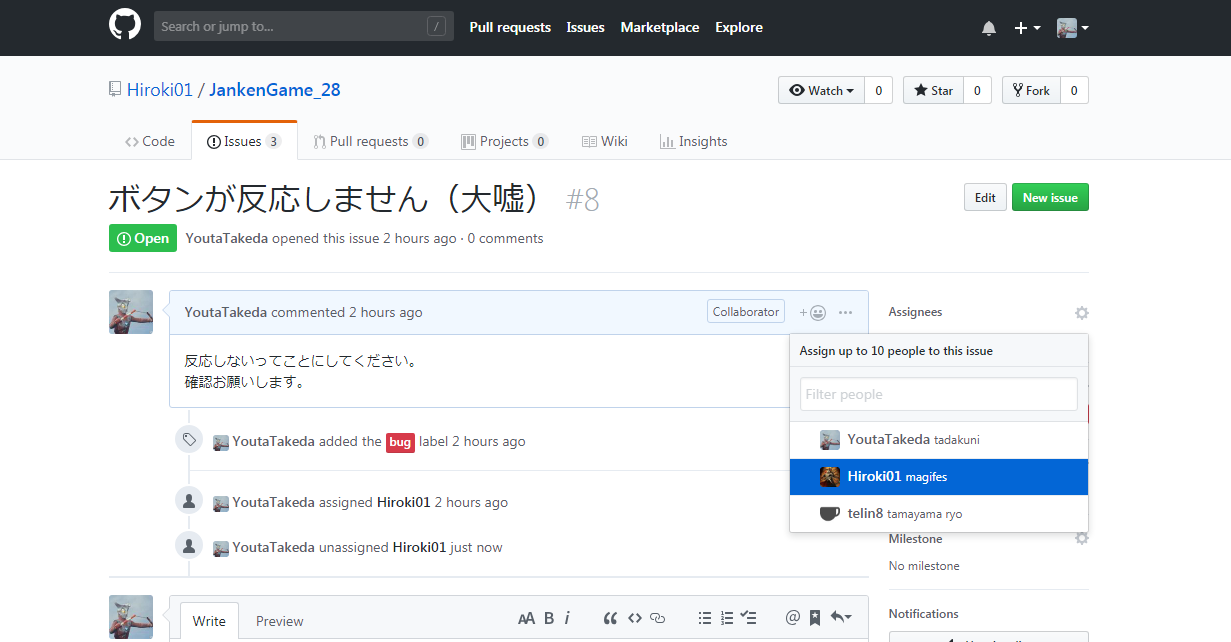 Search or jump to... /
Pull requests Issues Marketplace Explore
Hiroki01 / JankenGame_28
Watch 0 Star 0 Fork 0
Code Issues 3 Pull requests 0 Projects 0 Wiki Insights
ボタンが反応しません（大嘘） #8
Edit New issue
Open YoutaTakeda opened this issue 2 hours ago · 0 comments
YoutaTakeda commented 2 hours ago Collaborator
反応しないってことにしてください。
確認お願いします。
YoutaTakeda added the bug label 2 hours ago
YoutaTakeda assigned Hiroki01 2 hours ago
YoutaTakeda unassigned Hiroki01 just now
Write Preview
Assignees
Assign up to 10 people to this issue
Filter people
YoutaTakeda tadakuni
Hiroki01 magifes
telin8 tamayama ryo
Milestone
No milestone
Notifications